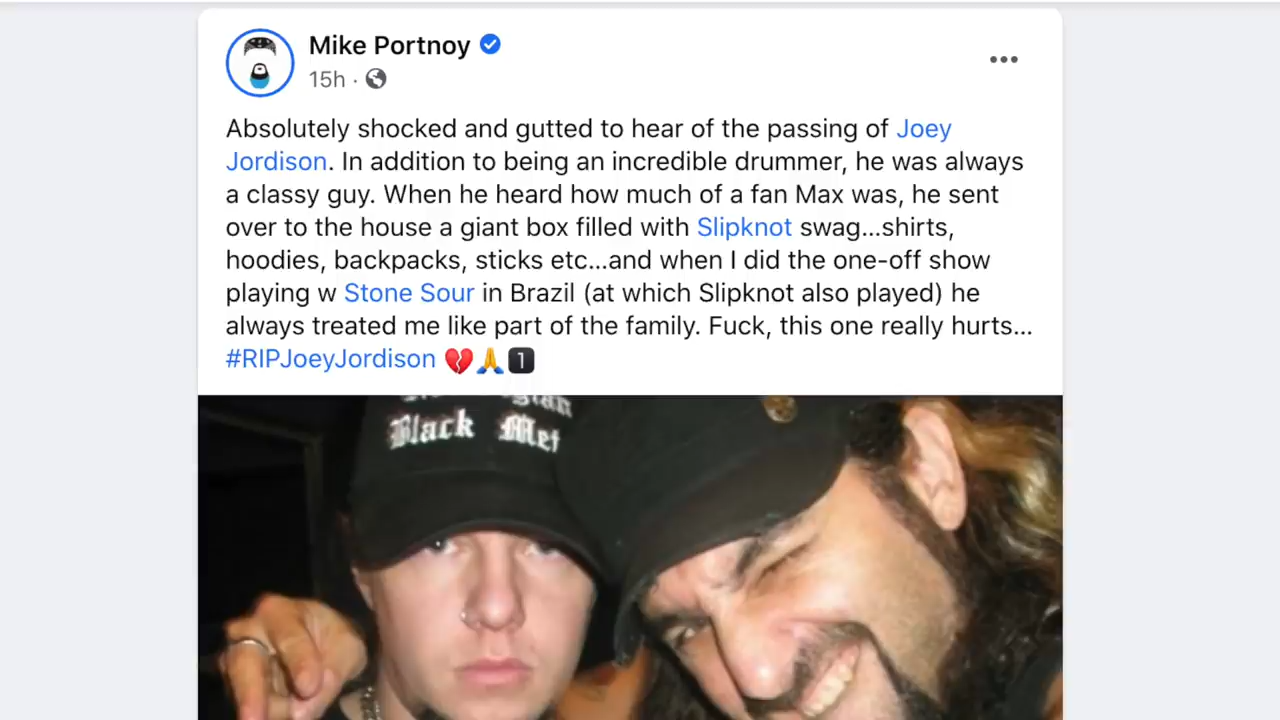 Mike Portnoy
15h ·
Absolutely shocked and gutted to hear of the passing of Joey
Jordison. In addition to being an incredible drummer, he was always
a classy guy. When he heard how much of a fan Max was, he sent
over to the house a giant box filled with Slipknot swag...shirts,
hoodies, backpacks, sticks etc...and when I did the one-off show
playing w Stone Sour in Brazil (at which Slipknot also played) he
always treated me like part of the family. Fuck, this one really hurts...
#RIPJoeyJordison 💔🙏1
Black Met